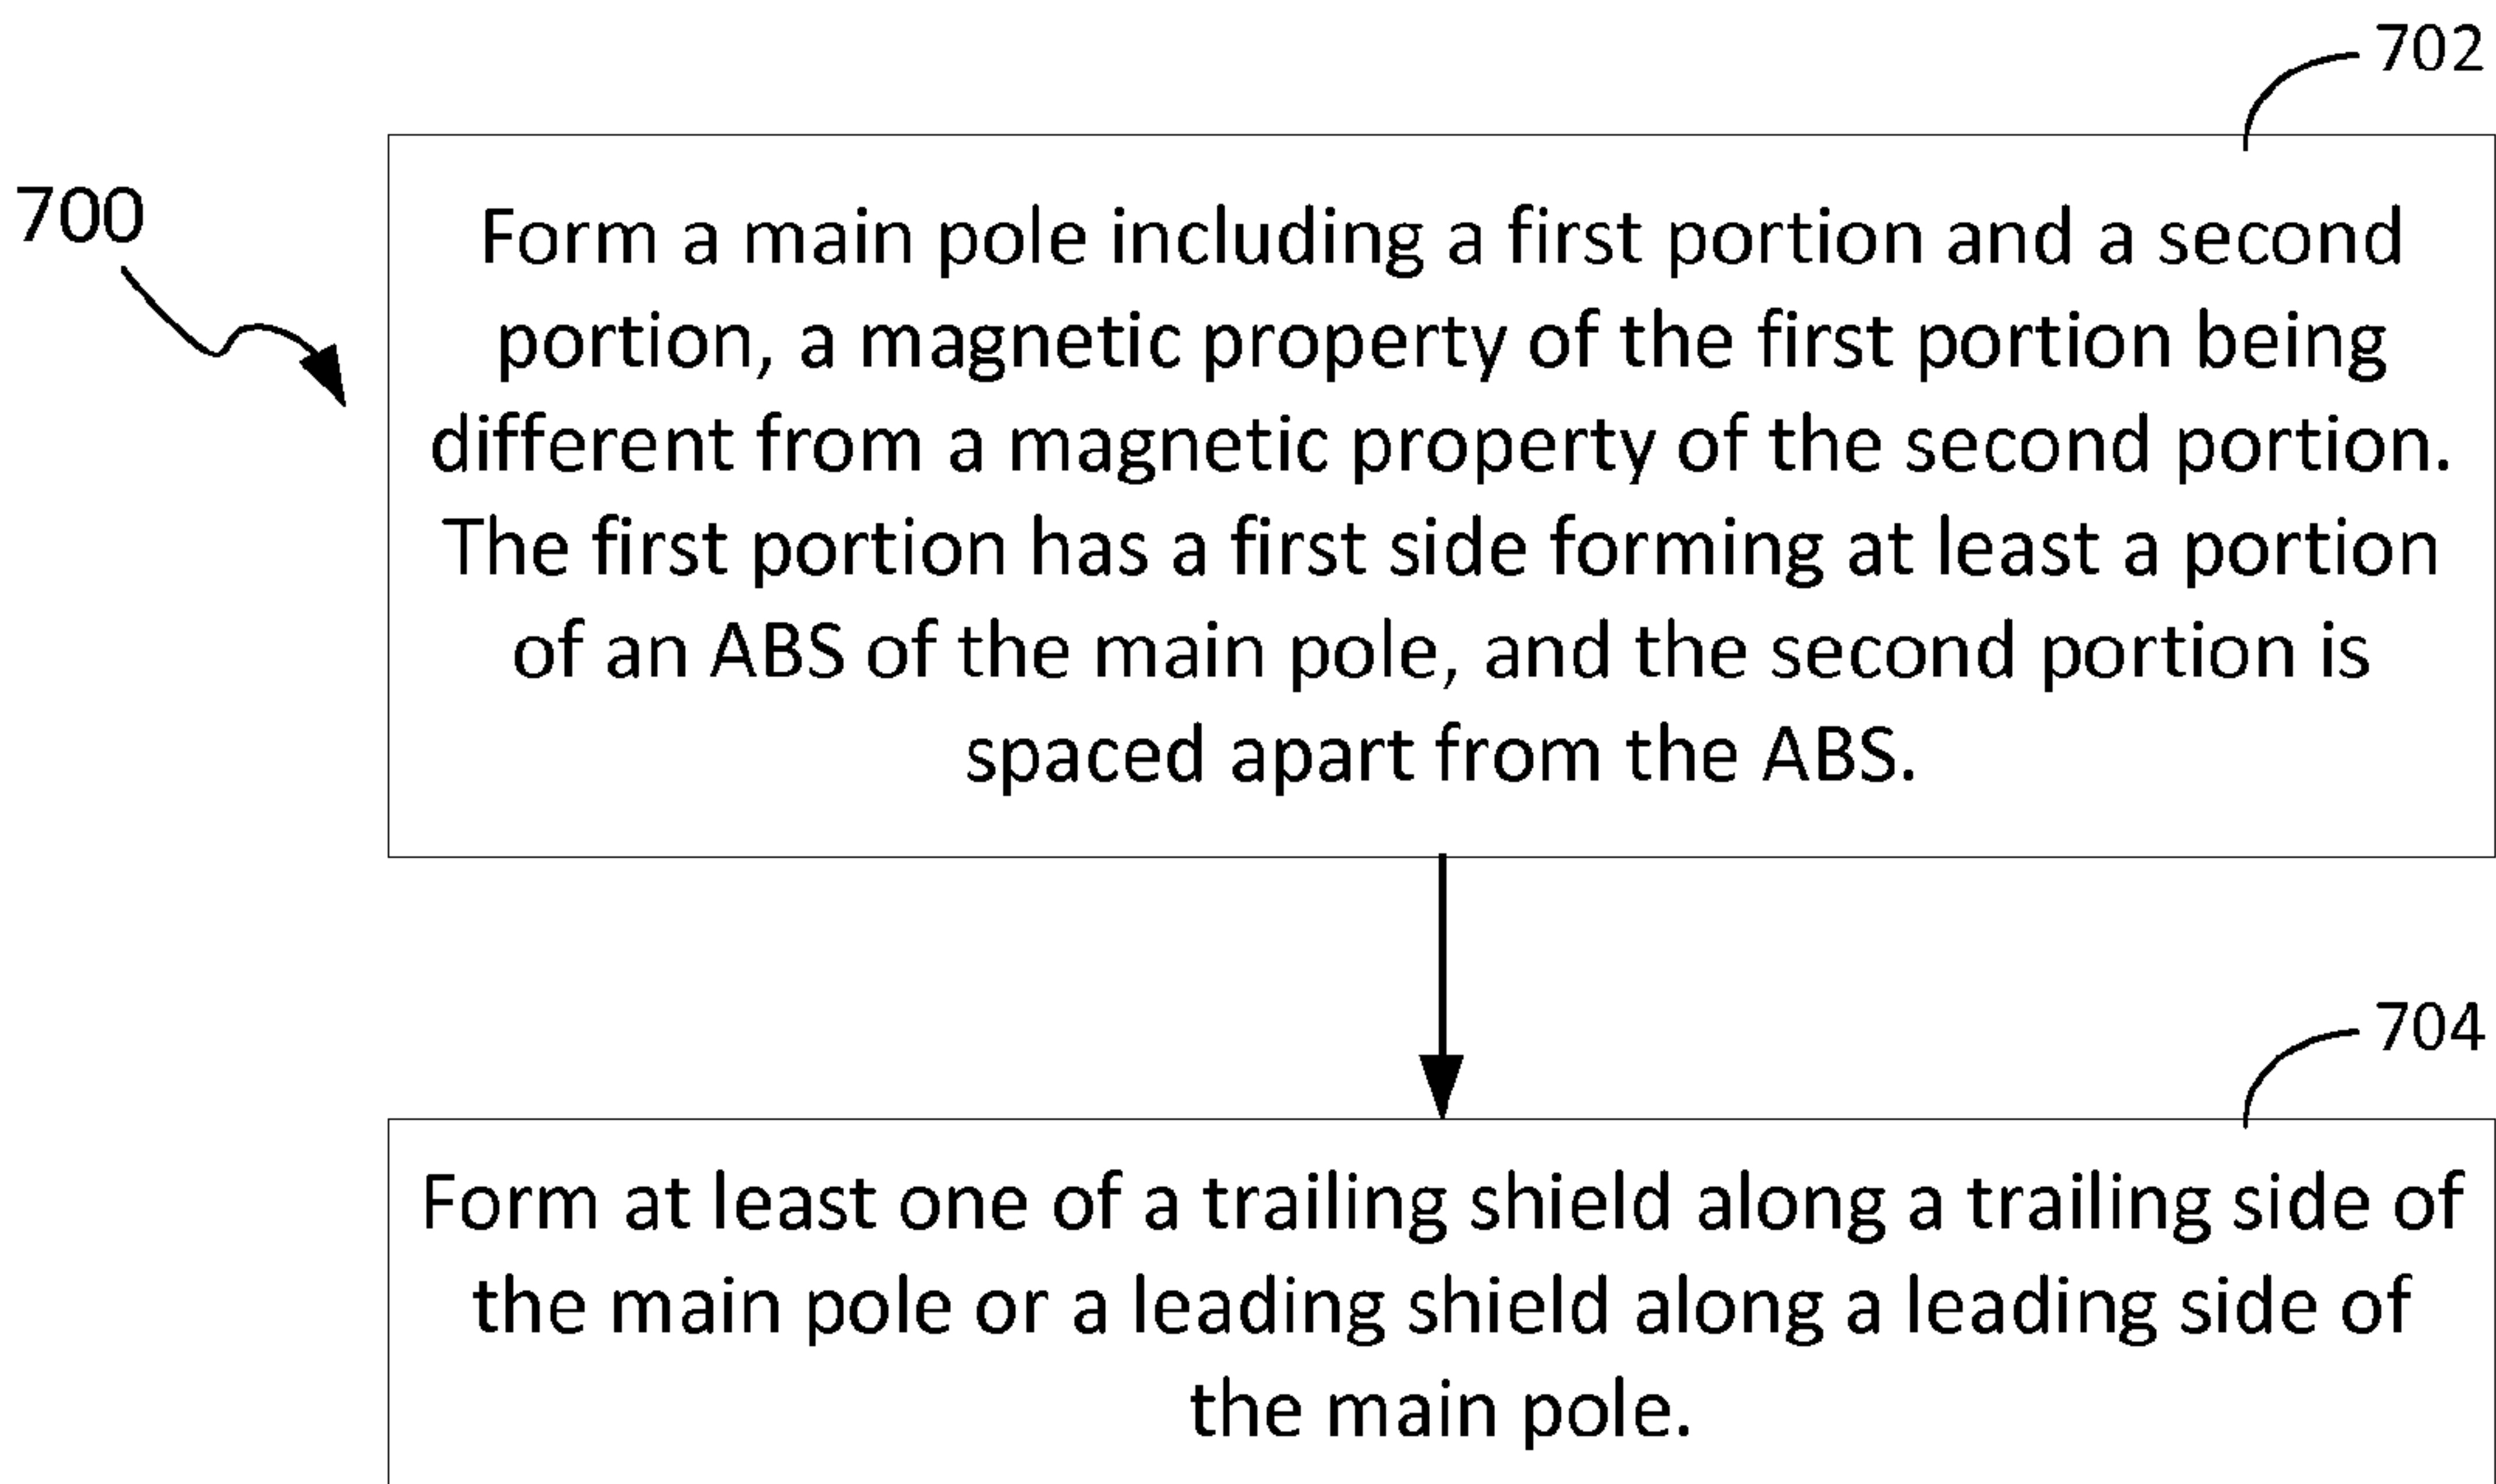 702
700
Form a main pole including a first portion and a second
portion, a magnetic property of the first portion being
different from a magnetic property of the second portion.
The first portion has a first side forming at least a portion
of an ABS of the main pole, and the second portion is
spaced apart from the ABS.
704
Form at least one of a trailing shield along a trailing side of
the main pole or a leading shield along a leading side of
the main pole.